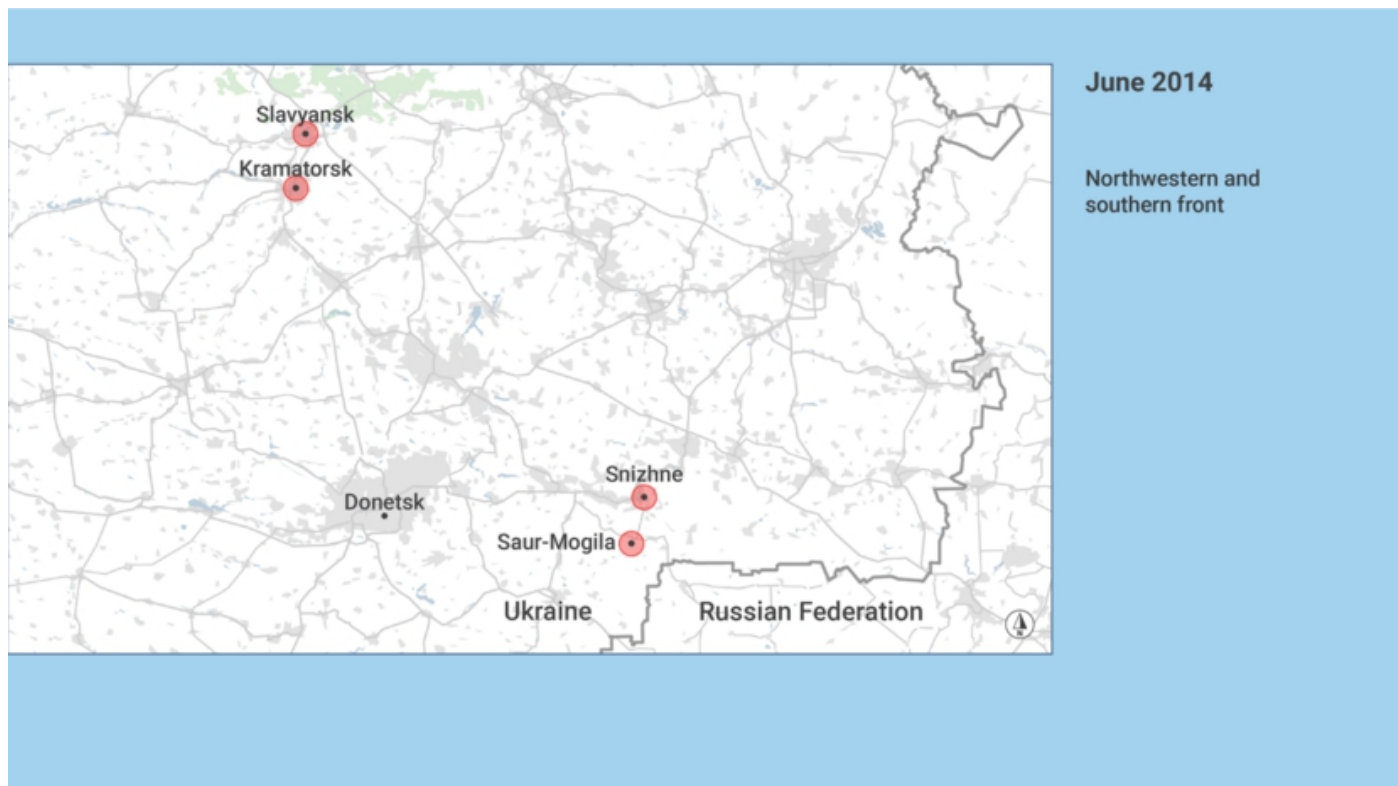 June 2014
Northwestern and
southern front
Slavyansk
Kramatorsk
Snizhne
Donetsk
Saur-Mogila
Ukraine
Russian Federation
N